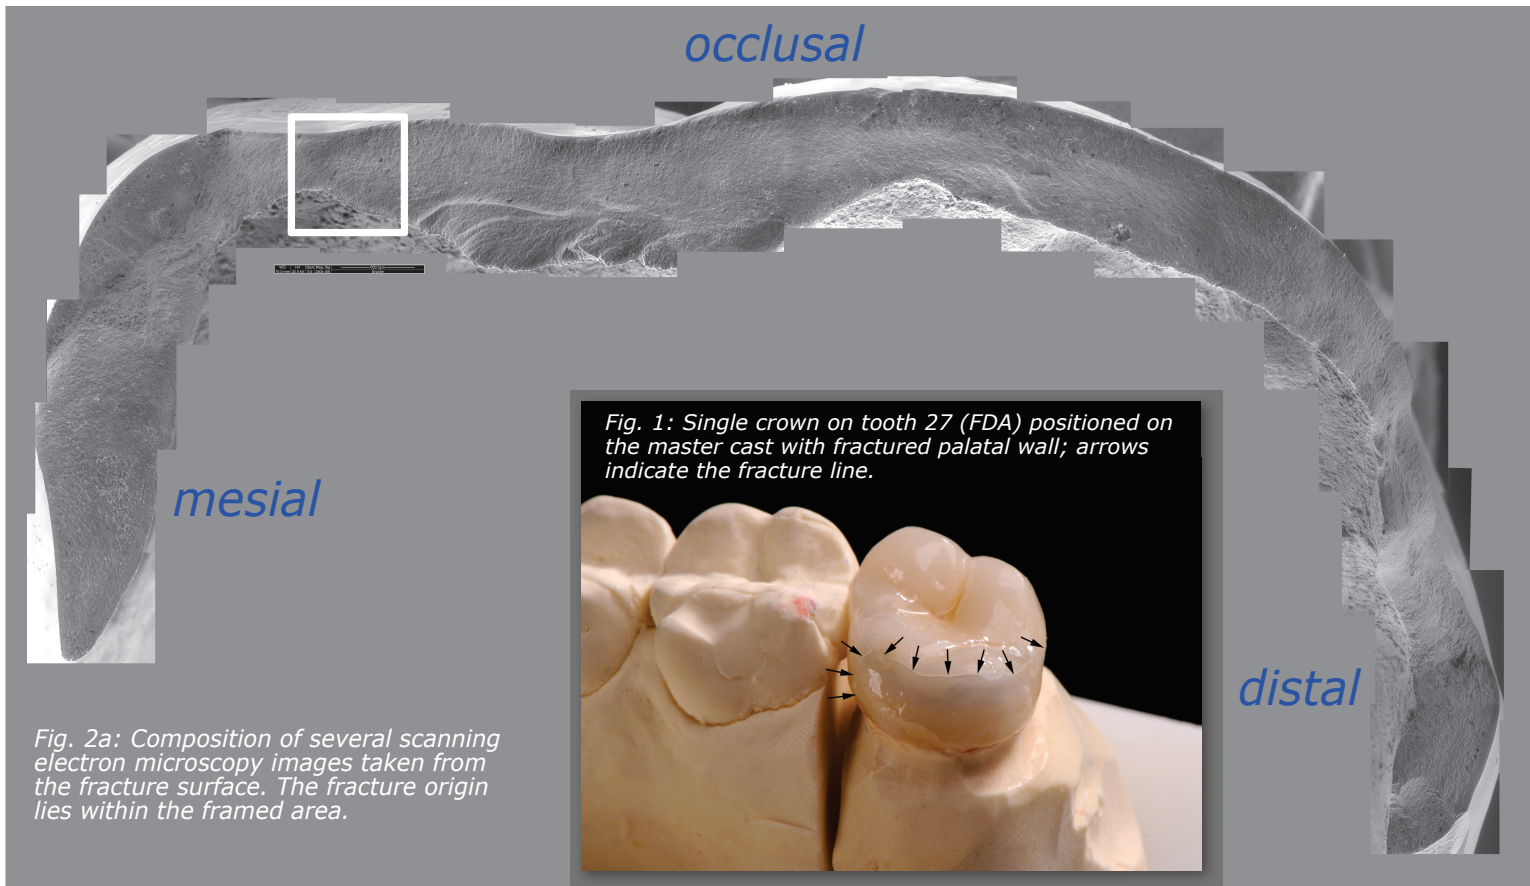 occlusal
mesial
Fig. 1: Single crown on tooth 27 (FDA) positioned on
the master cast with fractured palatal wall; arrows
indicate the fracture line.
distal
Fig. 2a: Composition of several scanning
electron microscopy images taken from
the fracture surface. The fracture origin
lies within the framed area.